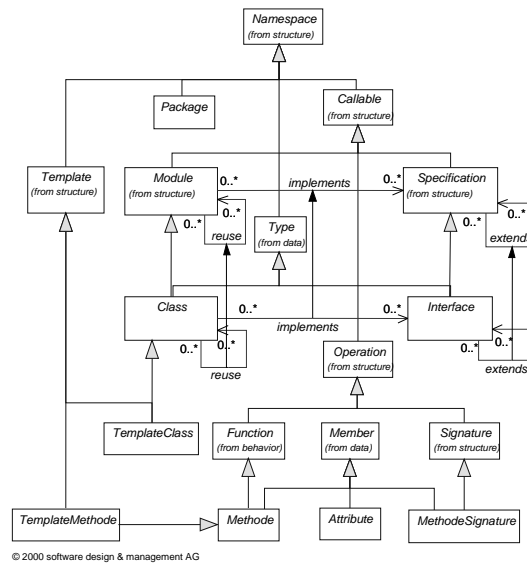 Namespace
(from structure)
Package
Callable
(from structure)
Template
(from structure)
Module
(from structure)
0..*
implements
0..*
Specification
(from structure)
0..*
0..*
reuse
Type
(from data)
0..*
0..*
extends
Class
0..*
implements
0..*
Interface
0..*
0..*
reuse
0..*
0..*
extends
Operation
(from structure)
TemplateClass
Function
(from behavior)
Member
(from data)
Signature
(from structure)
TemplateMethode
Methode
Attribute
MethodeSignature
© 2000 software design & management AG